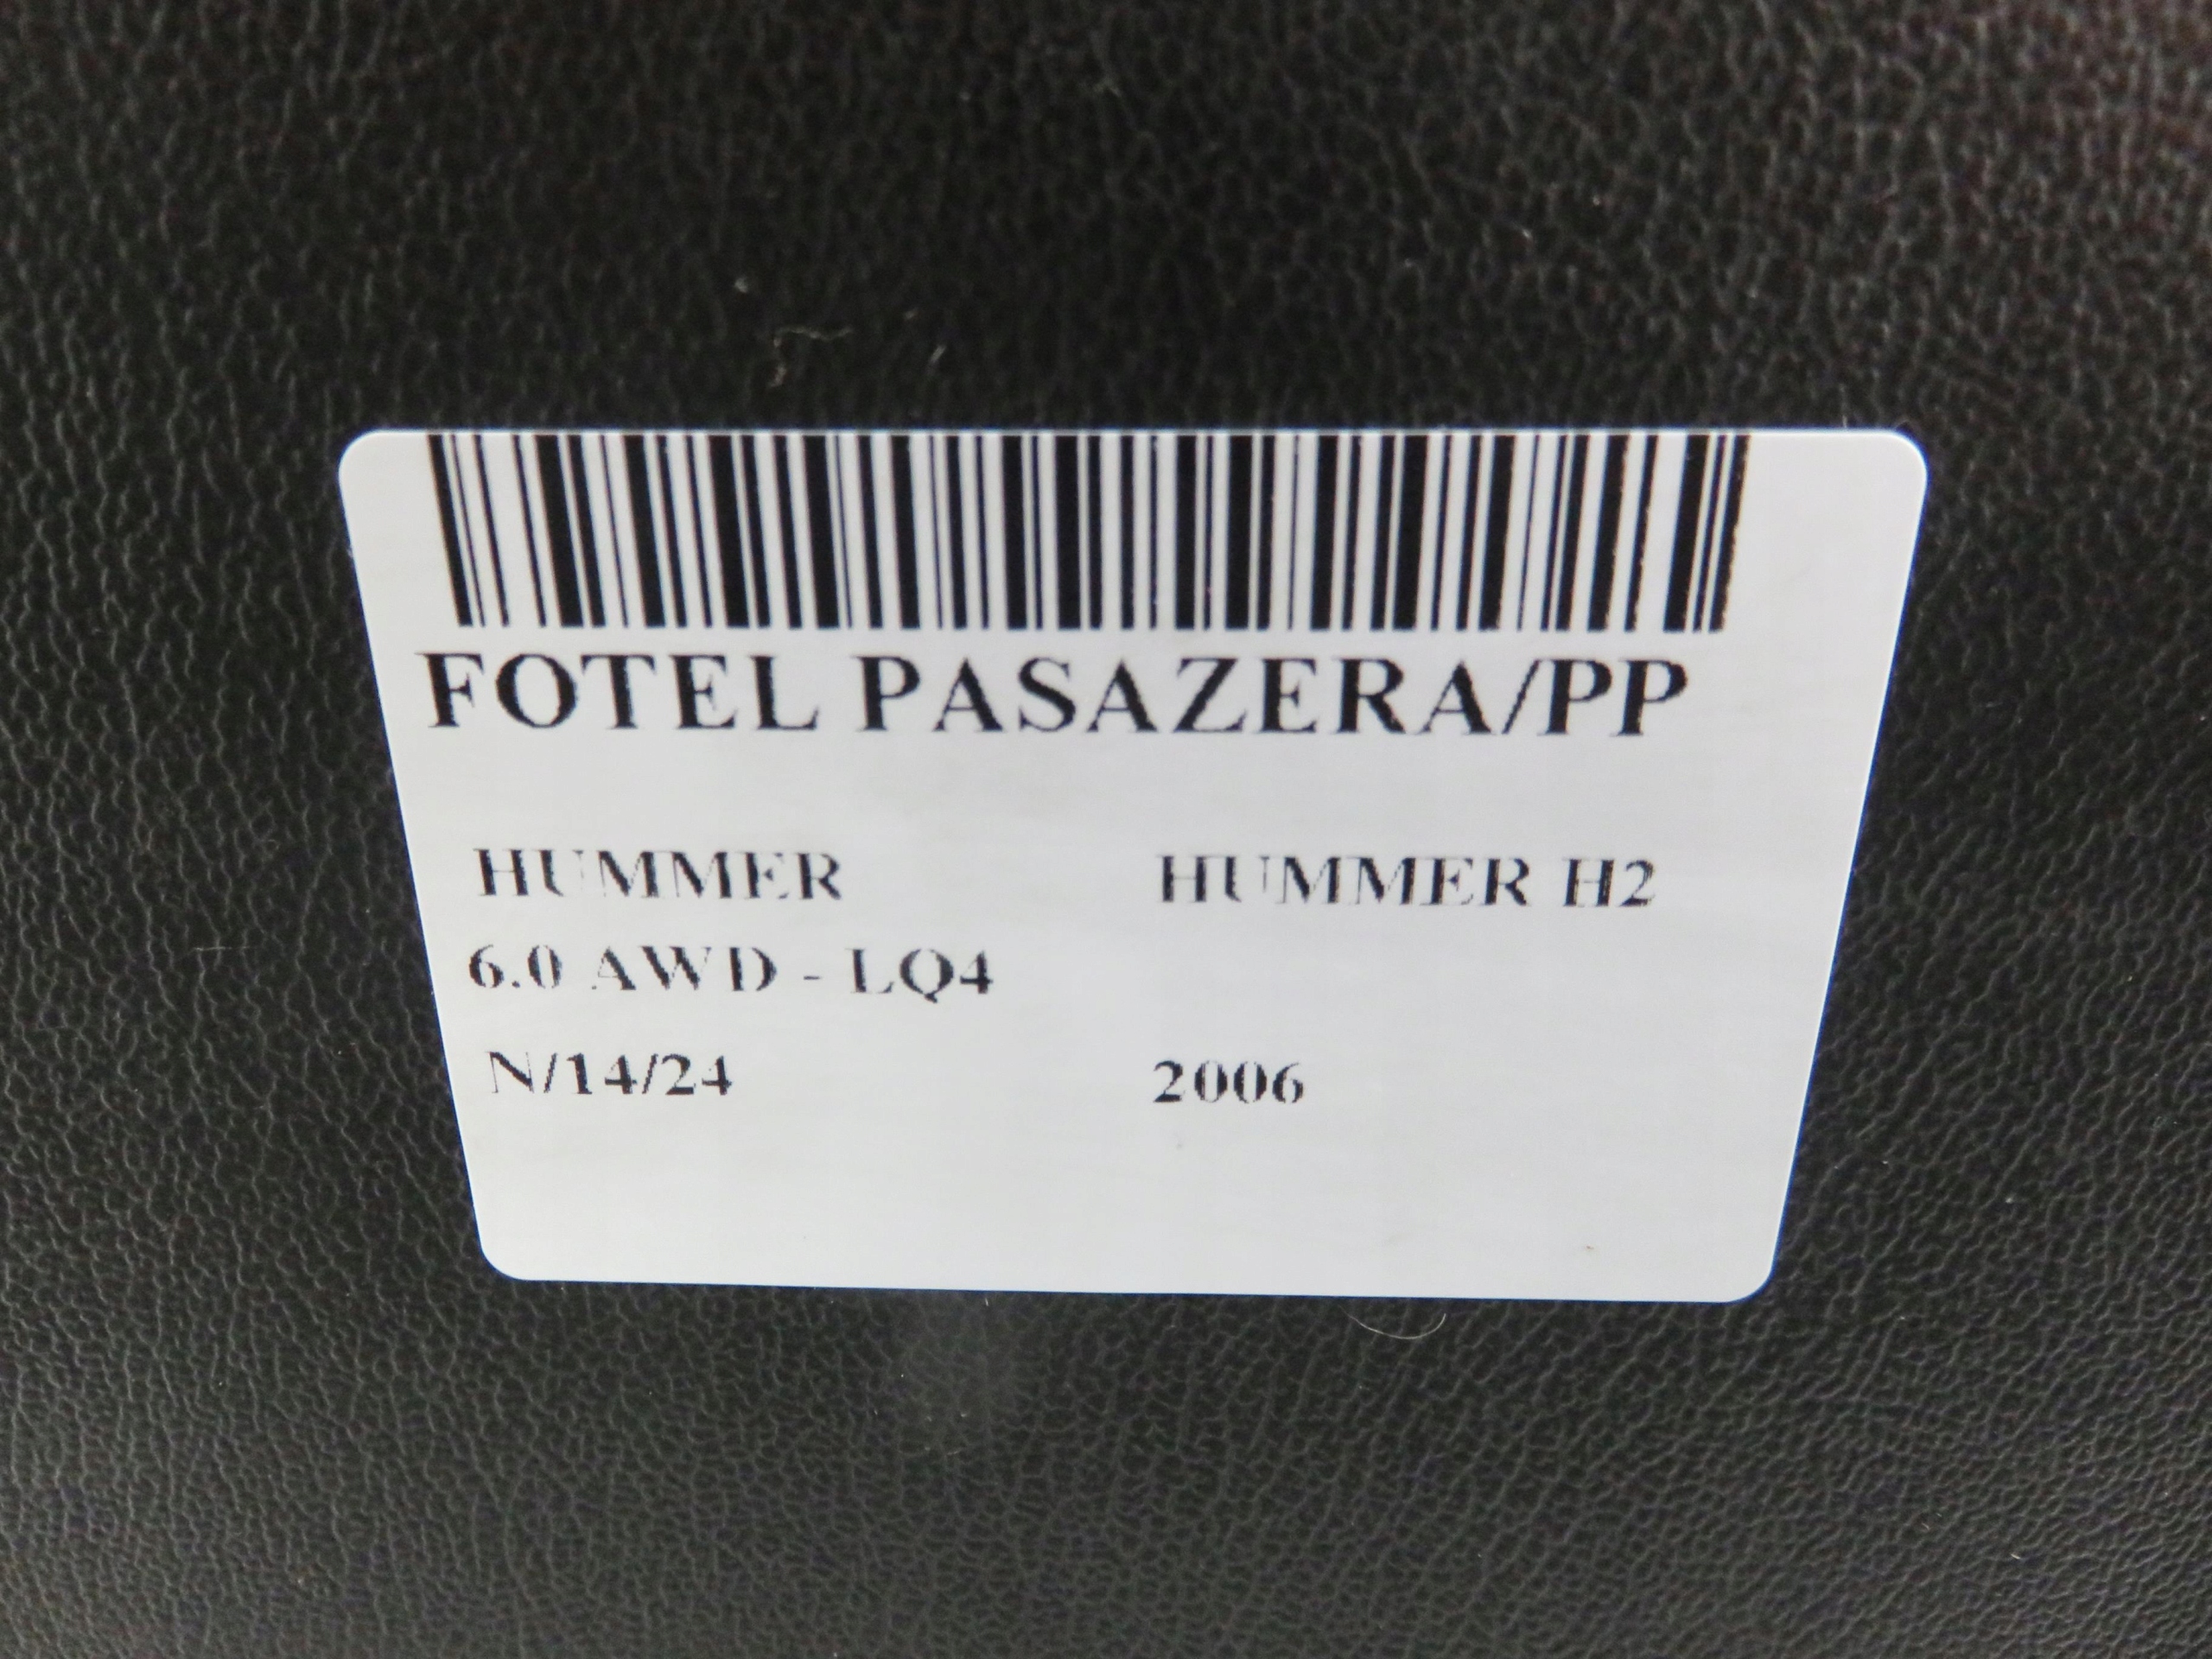 FOTEL PASAZERA/PP
HUMMER HUMMER H2
6.0 AWD - LQ4
N/14/24 2006